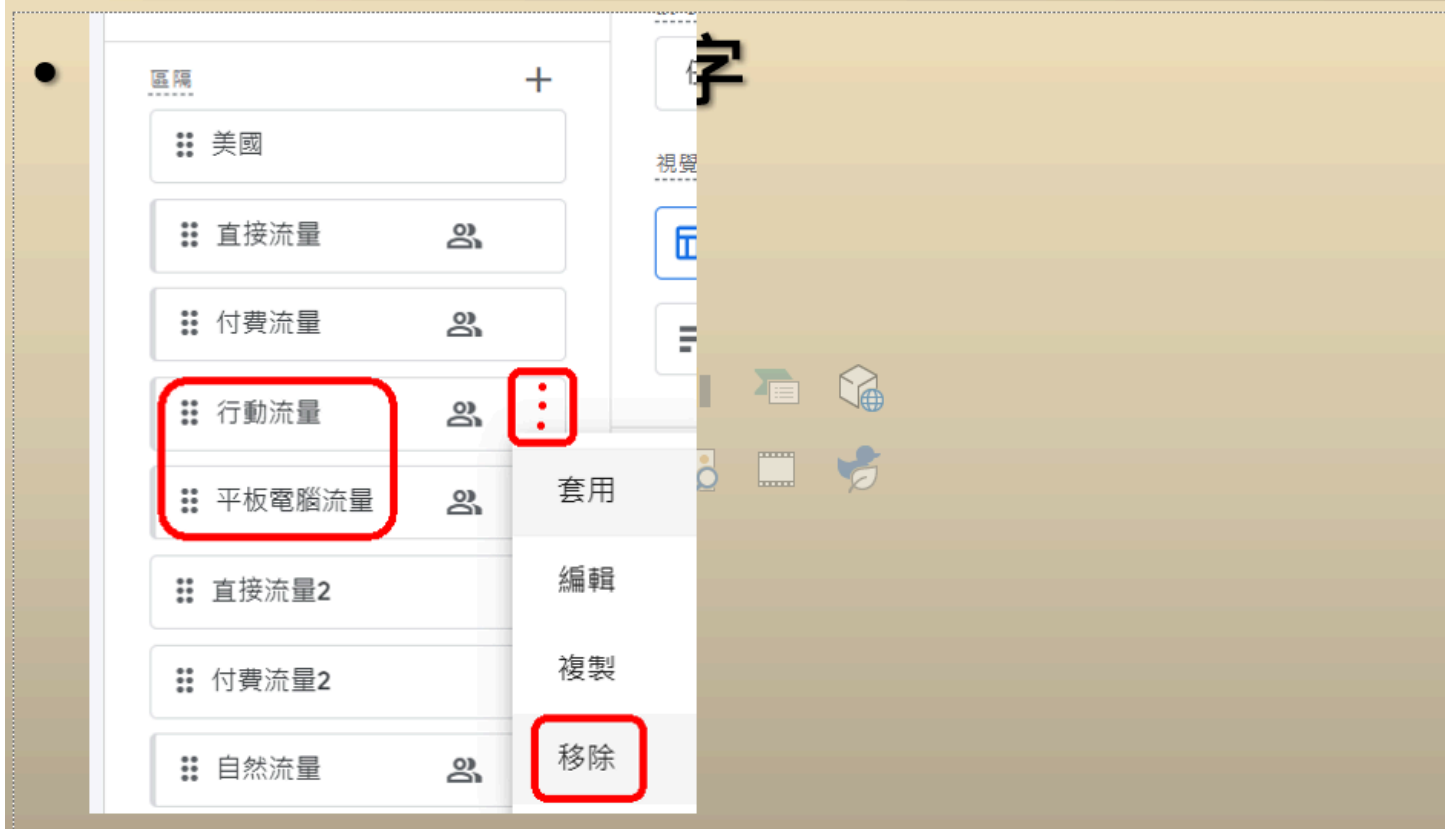 字
區隔
美國
直接流量
付費流量
行動流量
平板電腦流量
直接流量2
付費流量2
自然流量
視覺
套用
編輯
複製
移除